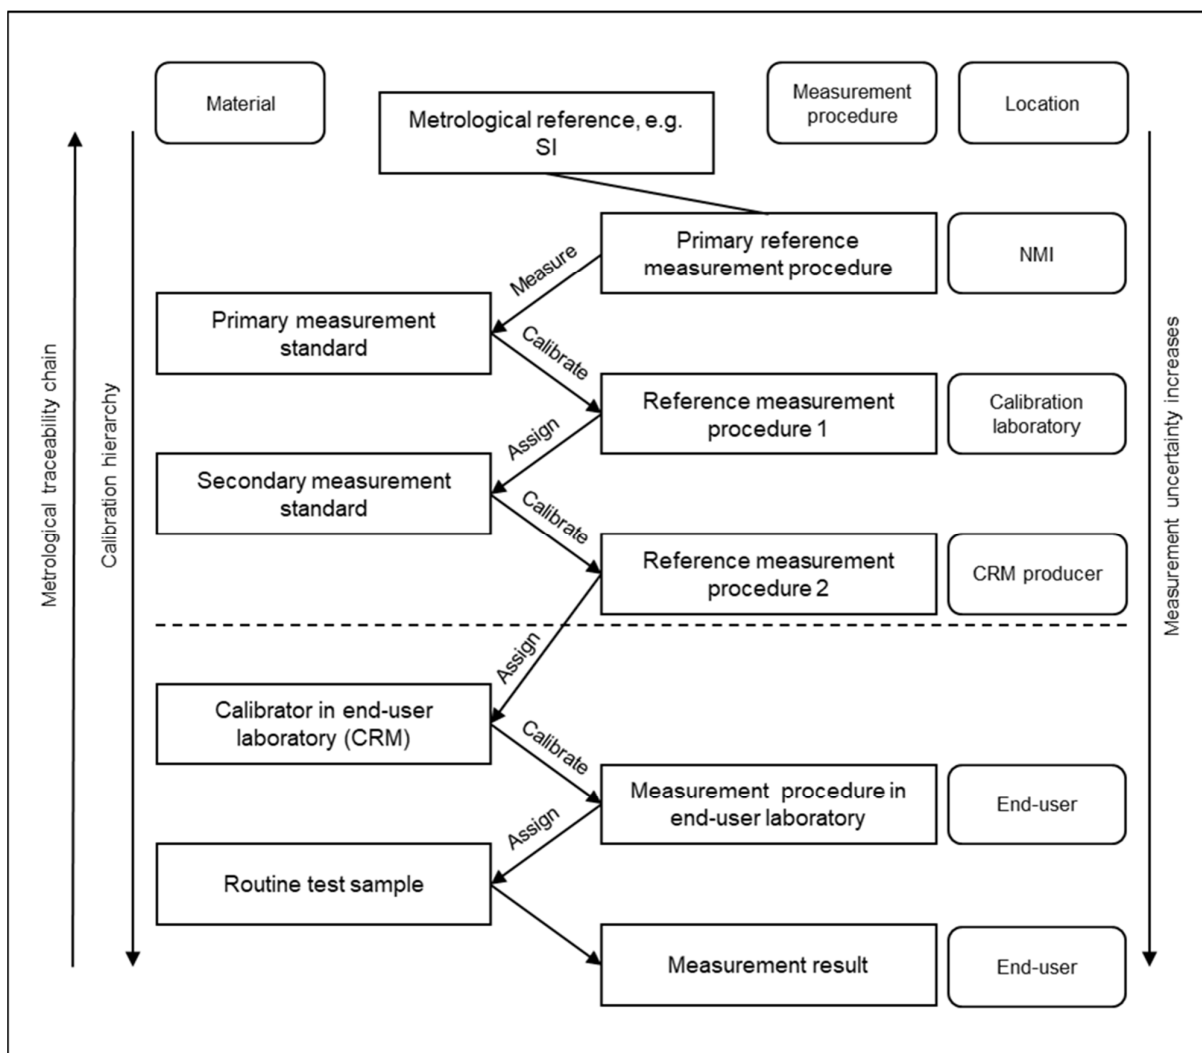 Material
Metrological reference, e.g.
SI
Measurement
procedure
Location
Primary reference
measurement procedure
NMI
Measure
Primary measurement
standard
Calibrate
Reference measurement
procedure 1
Calibration
laboratory
Assign
Secondary measurement
standard
Calibrate
Reference measurement
procedure 2
CRM producer
Assign
Calibrator in end-user
laboratory (CRM)
Calibrate
Measurement procedure in
end-user laboratory
End-user
Assign
Routine test sample
Measurement result
End-user
Metrological traceability chain
Calibration hierarchy
Measurement uncertainty increases